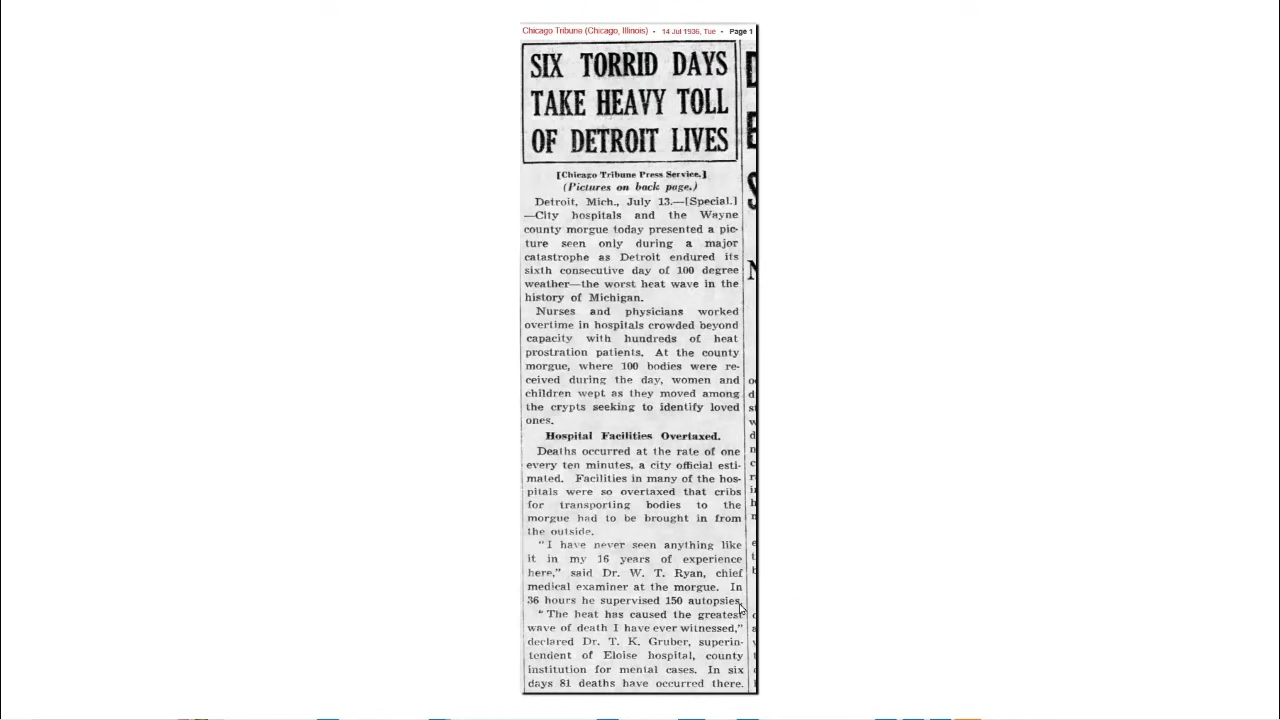 Chicago Tribune (Chicago, Illinois) • 14 Jul 1936, Tue • Page 1
SIX TORRID DAYS
TAKE HEAVY TOLL
OF DETROIT LIVES
[Chicago Tribune Press Service.]
(Pictures on back page.)
Detroit, Mich., July 13.—[Special.]
—City hospitals and the Wayne
county morgue today presented a pic-
ture seen only during a major
catastrophe as Detroit endured its
sixth consecutive day of 100 degree
weather—the worst heat wave in the
history of Michigan.
Nurses and physicians worked
overtime in hospitals crowded beyond
capacity with hundreds of heat
prostration patients. At the county
morgue, where 100 bodies were re-
ceived during the day, women and
children wept as they moved among
the crypts seeking to identify loved
ones.
Hospital Facilities Overtaxed.
Deaths occurred at the rate of one
every ten minutes, a city official esti-
mated. Facilities in many of the hos-
pitals were so overtaxed that cribs
for transporting bodies to the
morgue had to be brought in from
the outside.
"I have never seen anything like
it in my 16 years of experience
here," said Dr. W. T. Ryan, chief
medical examiner at the morgue. In
36 hours he supervised 150 autopsies.
"The heat has caused the greatest
wave of death I have ever witnessed,"
declared Dr. T. K. Gruber, superin-
tendent of Eloise hospital, county
institution for mental cases. In six
days 81 deaths have occurred there.